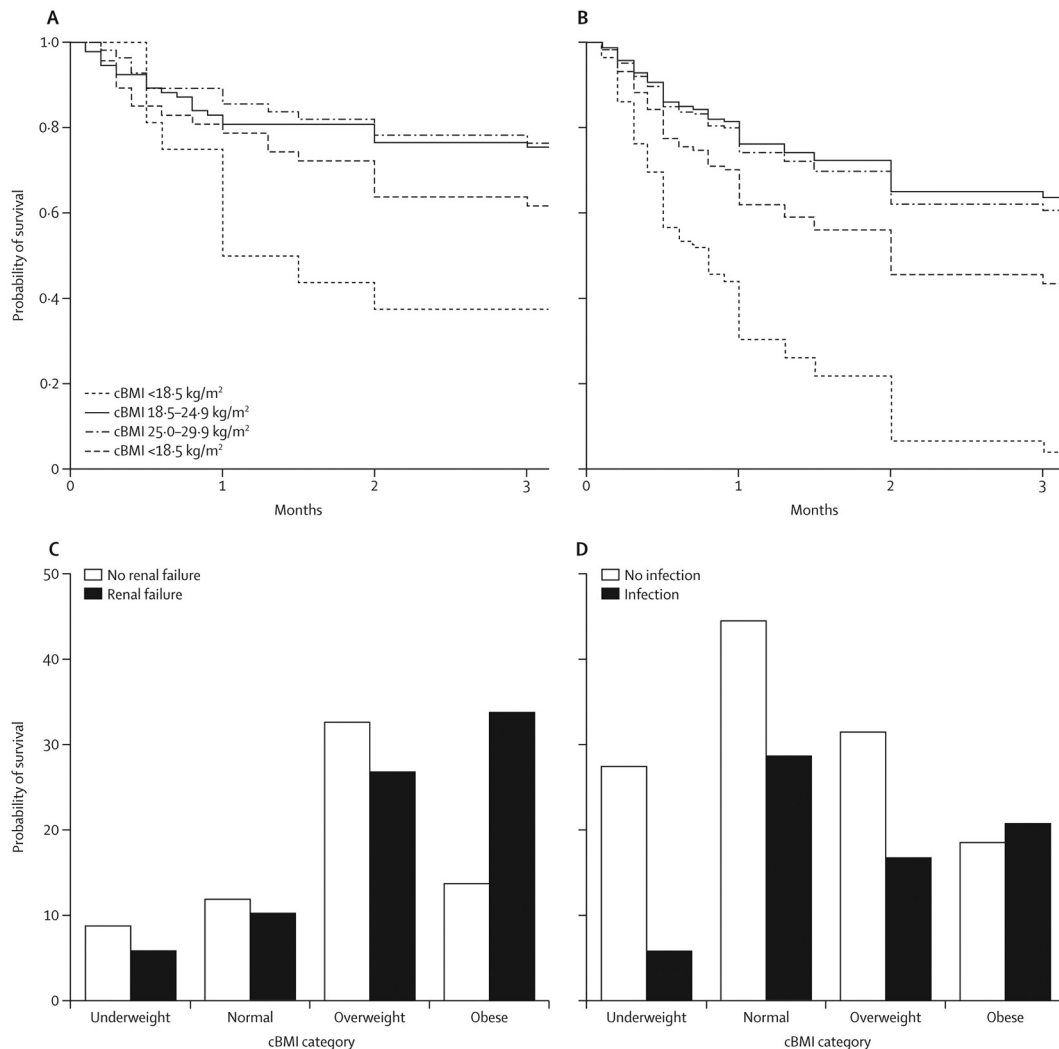 A
B
Probability of survival
1·0
0·8
0·6
0·4
0·2
0
cBMI <18·5 kg/m²
cBMI 18·5–24·9 kg/m²
cBMI 25·0–29·9 kg/m²
cBMI <18·5 kg/m²
0
1
2
3
Months
0
1
2
3
Months
C
D
Probability of survival
50
40
30
20
10
0
No renal failure
Renal failure
No infection
Infection
Underweight
Normal
Overweight
Obese
cBMI category
Underweight
Normal
Overweight
Obese
cBMI category